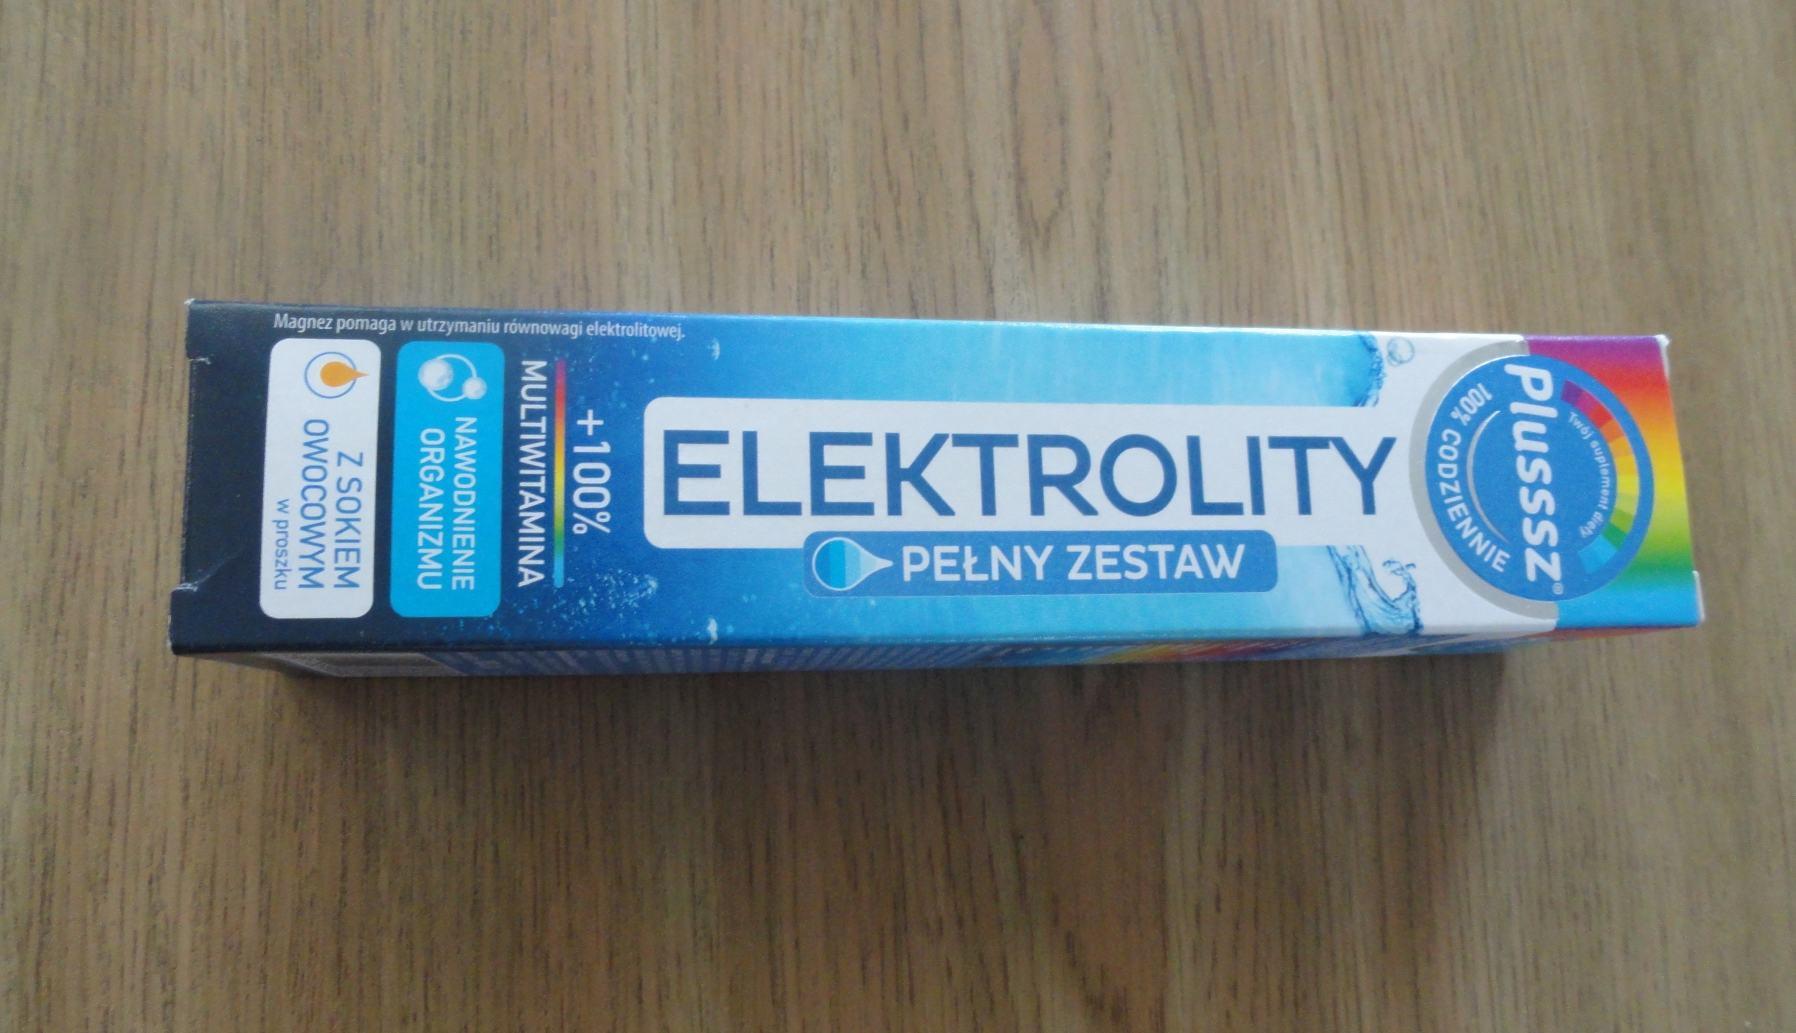 Magnez pomaga w utrzymaniu równowagi elektrolitowej.
Z SOKIEM
OWOCOWYM
w proszku
NAWODNIENIE
ORGANIZMU
+100%
MULTIWITAMINA
ELEKTROLITY
PEŁNY ZESTAW
Twój suplement diety
Plusssz®
100% CODZIENNIE